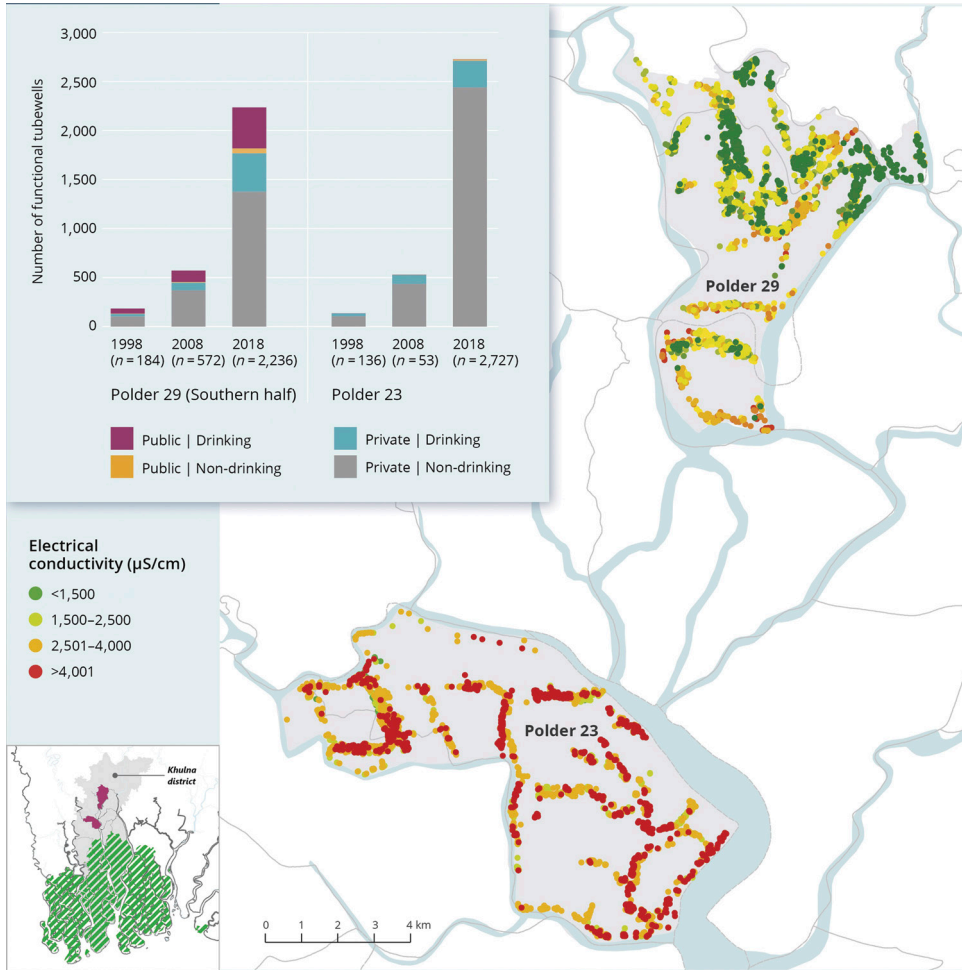 3,000
2,500
2,000
1,500
1,000
500
0
Number of functional tubewells
1998 2008 2018 1998 2008 2018
(n = 184) (n = 572) (n = 2,236) (n = 136) (n = 53) (n = 2,727)
Polder 29 (Southern half) Polder 23
Public | Drinking Private | Drinking
Public | Non-drinking Private | Non-drinking
Polder 29
Electrical
conductivity (µS/cm)
<1,500
1,500–2,500
2,501–4,000
>4,001
Polder 23
Khulna
district
0 1 2 3 4 km